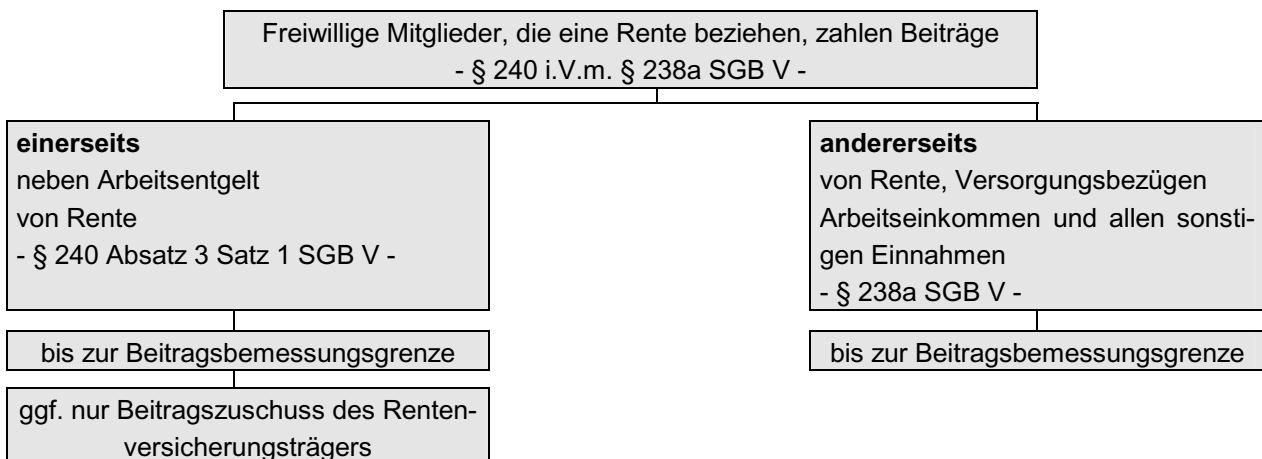 Freiwillige Mitglieder, die eine Rente beziehen, zahlen Beiträge
- § 240 i.V.m. § 238a SGB V -
einerseits
neben Arbeitsentgelt
von Rente
- § 240 Absatz 3 Satz 1 SGB V -
andererseits
von Rente, Versorgungsbezügen
Arbeitseinkommen und allen sonsti-
gen Einnahmen
- § 238a SGB V -
bis zur Beitragsbemessungsgrenze
bis zur Beitragsbemessungsgrenze
ggf. nur Beitragszuschuss des Renten-
versicherungsträgers